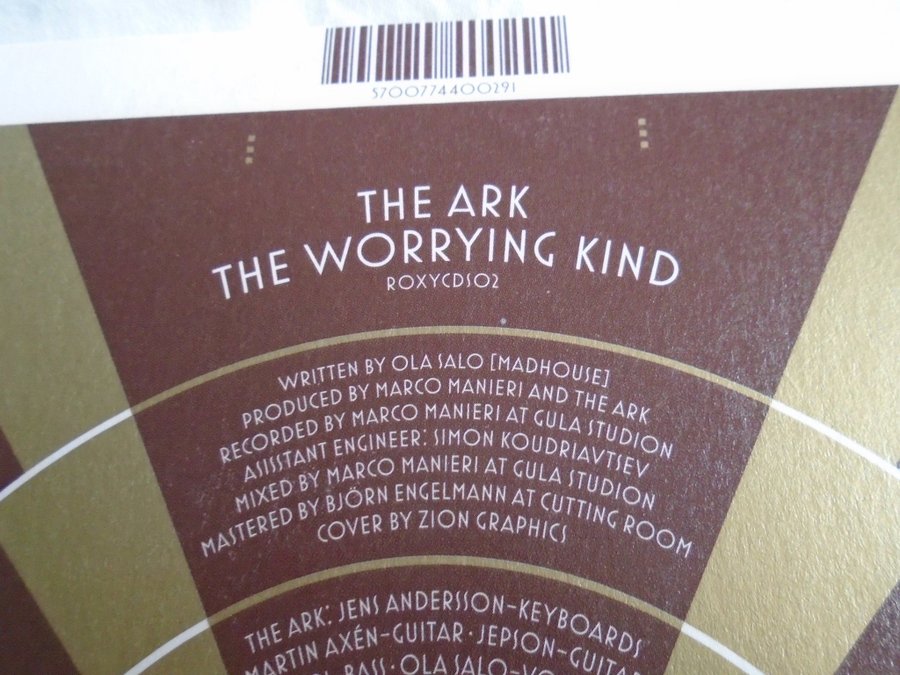 5700774400291
THE ARK
THE WORRYING KIND
ROXYCDS02
WRITTEN BY OLA SALO [MADHOUSE]
PRODUCED BY MARCO MANIERI AND THE ARK
RECORDED BY MARCO MANIERI AT GULA STUDION
ASISSTANT ENGINEER: SIMON KOUDRIAVTSEV
MIXED BY MARCO MANIERI AT GULA STUDION
MASTERED BY BJÖRN ENGELMANN AT CUTTING ROOM
COVER BY ZION GRAPHICS
THE ARK: JENS ANDERSSON-KEYBOARDS
MARTIN AXÉN-GUITAR · JEPSON-GUITAR
BASS · OLA SALO-VO